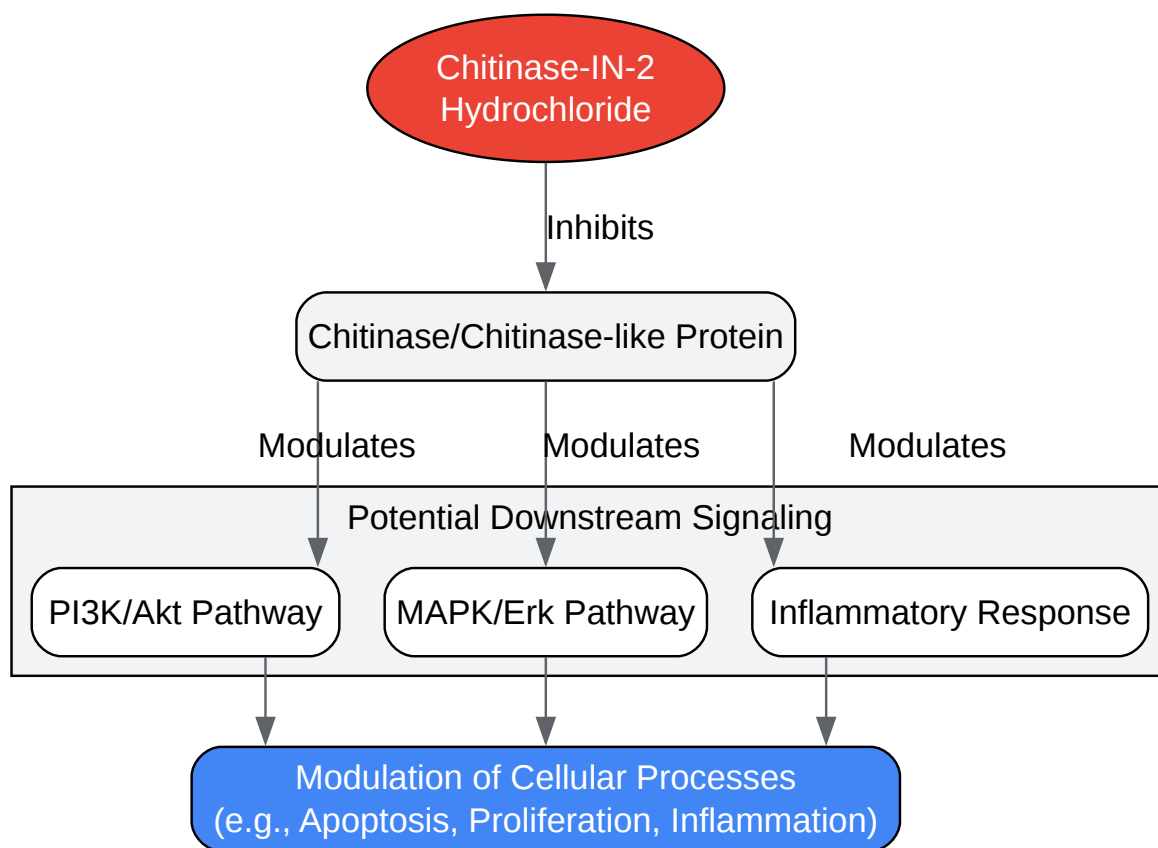 Chitinase-IN-2
Hydrochloride
Inhibits
Chitinase/Chitinase-like Protein
Modulates
Modulates
Modulates
Potential Downstream Signaling
PI3K/Akt Pathway
MAPK/Erk Pathway
Inflammatory Response
Modulation of Cellular Processes
(e.g., Apoptosis, Proliferation, Inflammation)